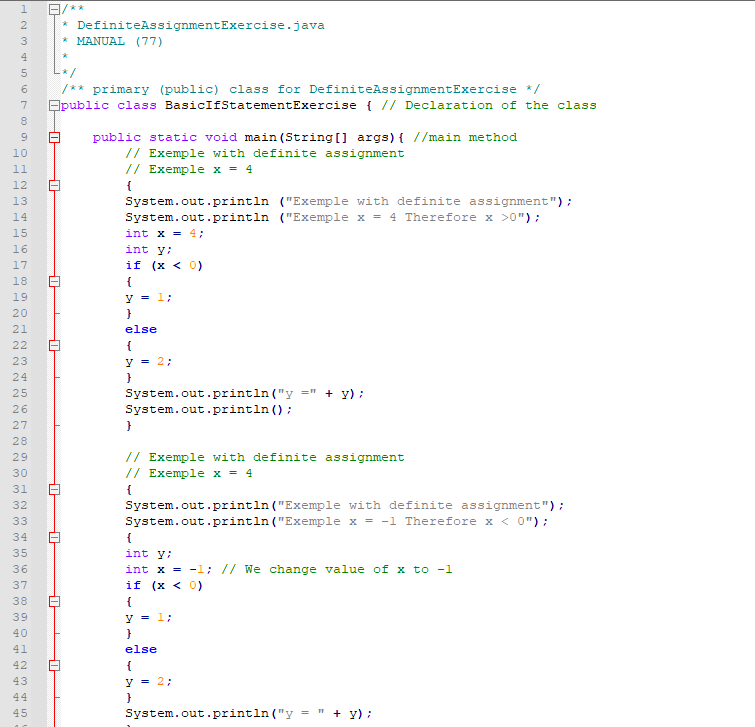 1 /**
2 * DefiniteAssignmentExercise.java
3 * MANUAL (77)
4 *
5 */
6 /** primary (public) class for DefiniteAssignmentExercise */
7 public class BasicIfStatementExercise { // Declaration of the class
8
9 public static void main(String[] args){ //main method
10 // Exemple with definite assignment
11 // Exemple x = 4
12 {
13 System.out.println ("Exemple with definite assignment");
14 System.out.println ("Exemple x = 4 Therefore x >0");
15 int x = 4;
16 int y;
17 if (x < 0)
18 {
19 y = 1;
20 }
21 else
22 {
23 y = 2;
24 }
25 System.out.println("y =" + y);
26 System.out.println();
27 }
28
29 // Exemple with definite assignment
30 // Exemple x = 4
31 {
32 System.out.println("Exemple with definite assignment");
33 System.out.println("Exemple x = -1 Therefore x < 0");
34 {
35 int y;
36 int x = -1; // We change value of x to -1
37 if (x < 0)
38 {
39 y = 1;
40 }
41 else
42 {
43 y = 2;
44 }
45 System.out.println("y = " + y);